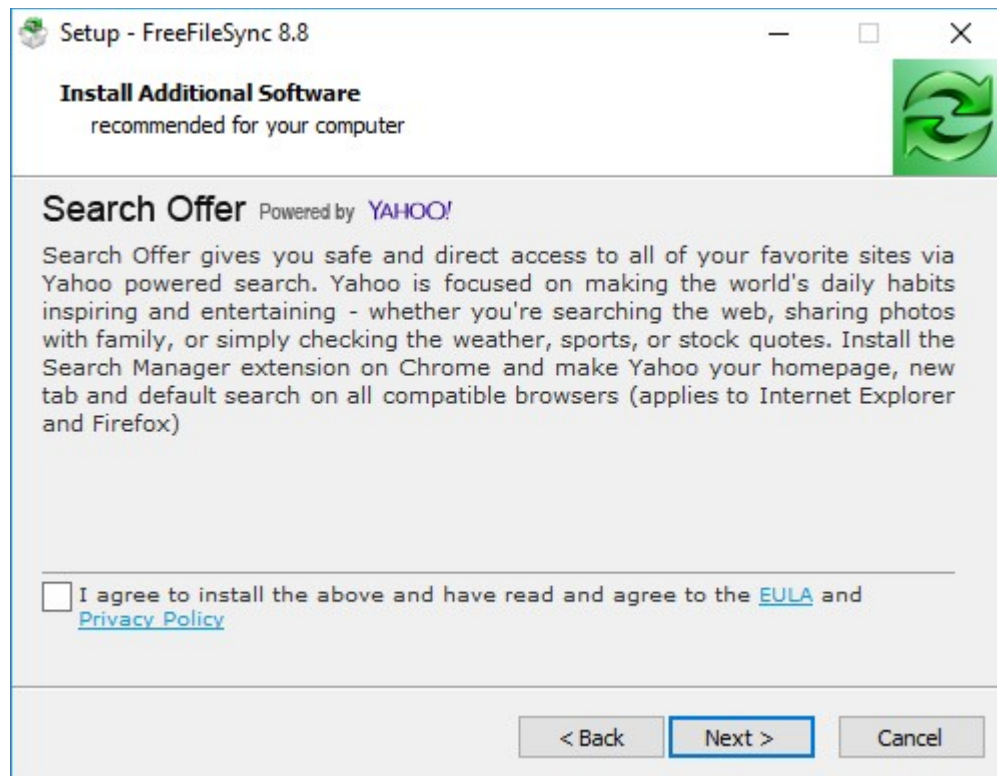 Setup - FreeFileSync 8.8
Install Additional Software
recommended for your computer
Search Offer Powered by YAHOO!
Search Offer gives you safe and direct access to all of your favorite sites via
Yahoo powered search. Yahoo is focused on making the world's daily habits
inspiring and entertaining - whether you're searching the web, sharing photos
with family, or simply checking the weather, sports, or stock quotes. Install the
Search Manager extension on Chrome and make Yahoo your homepage, new
tab and default search on all compatible browsers (applies to Internet Explorer
and Firefox)
I agree to install the above and have read and agree to the EULA and
Privacy Policy
< Back Next > Cancel